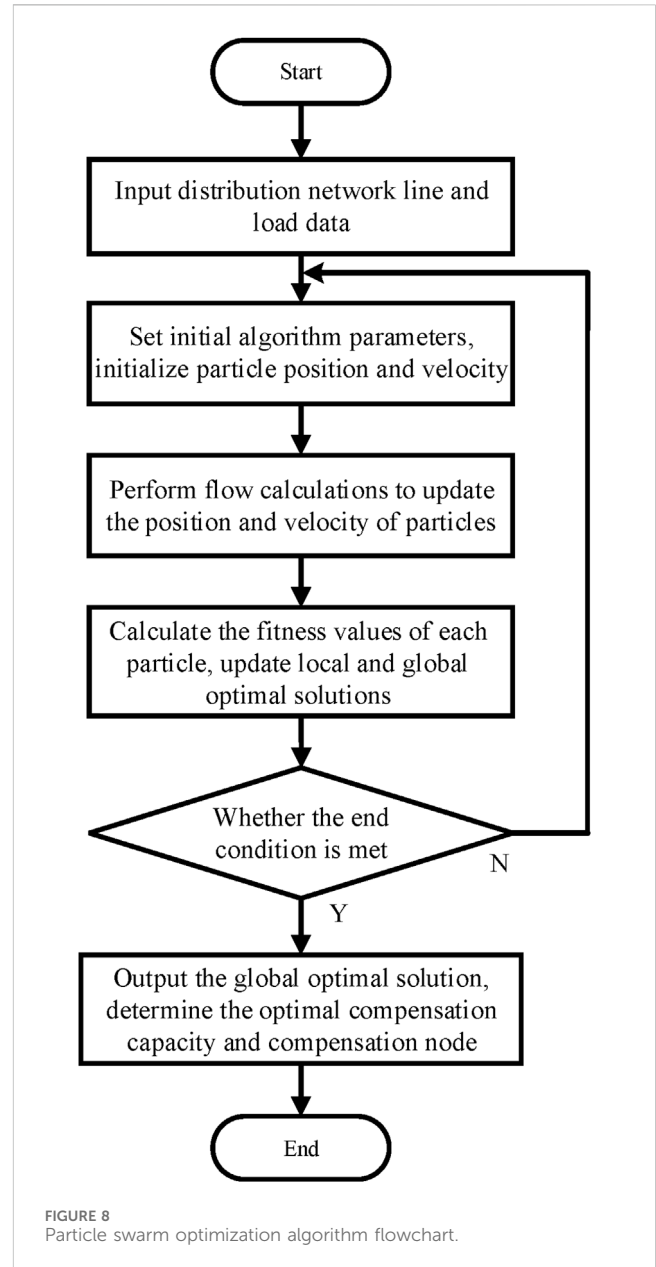 Start
Input distribution network line and
load data
Set initial algorithm parameters,
initialize particle position and velocity
Perform flow calculations to update
the position and velocity of particles
Calculate the fitness values of each
particle, update local and global
optimal solutions
Whether the end
condition is met
N
Y
Output the global optimal solution,
determine the optimal compensation
capacity and compensation node
End
FIGURE 8
Particle swarm optimization algorithm flowchart.